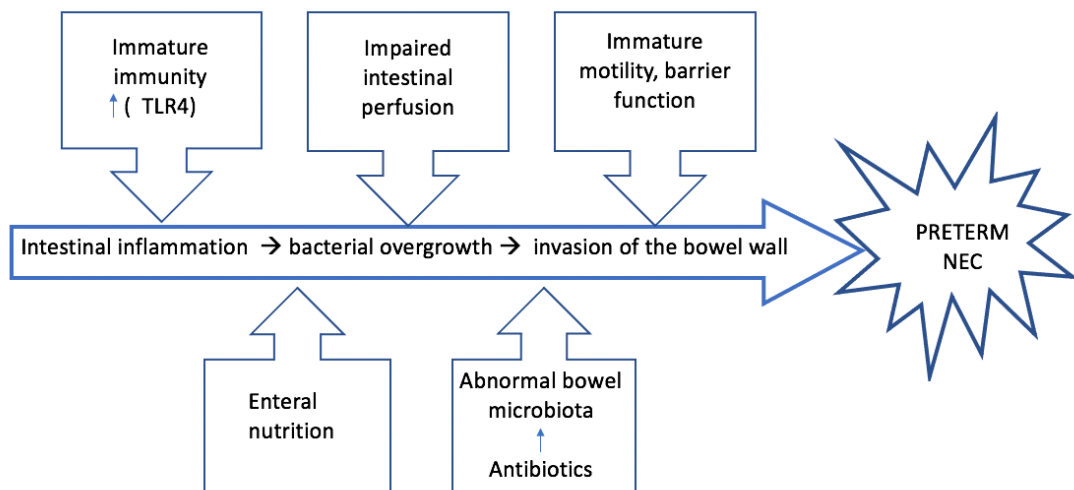 Immature
immunity
↑( TLR4)
Impaired
intestinal
perfusion
Immature
motility, barrier
function
Intestinal inflammation → bacterial overgrowth → invasion of the bowel wall
PRETERM
NEC
Enteral
nutrition
Abnormal bowel
microbiota
↑
Antibiotics